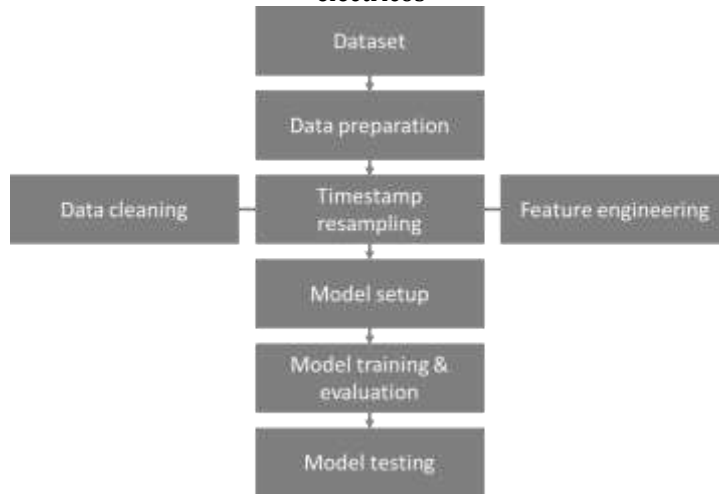 Dataset
Data preparation
Data cleaning
Timestamp
resampling
Feature engineering
Model setup
Model training &
evaluation
Model testing